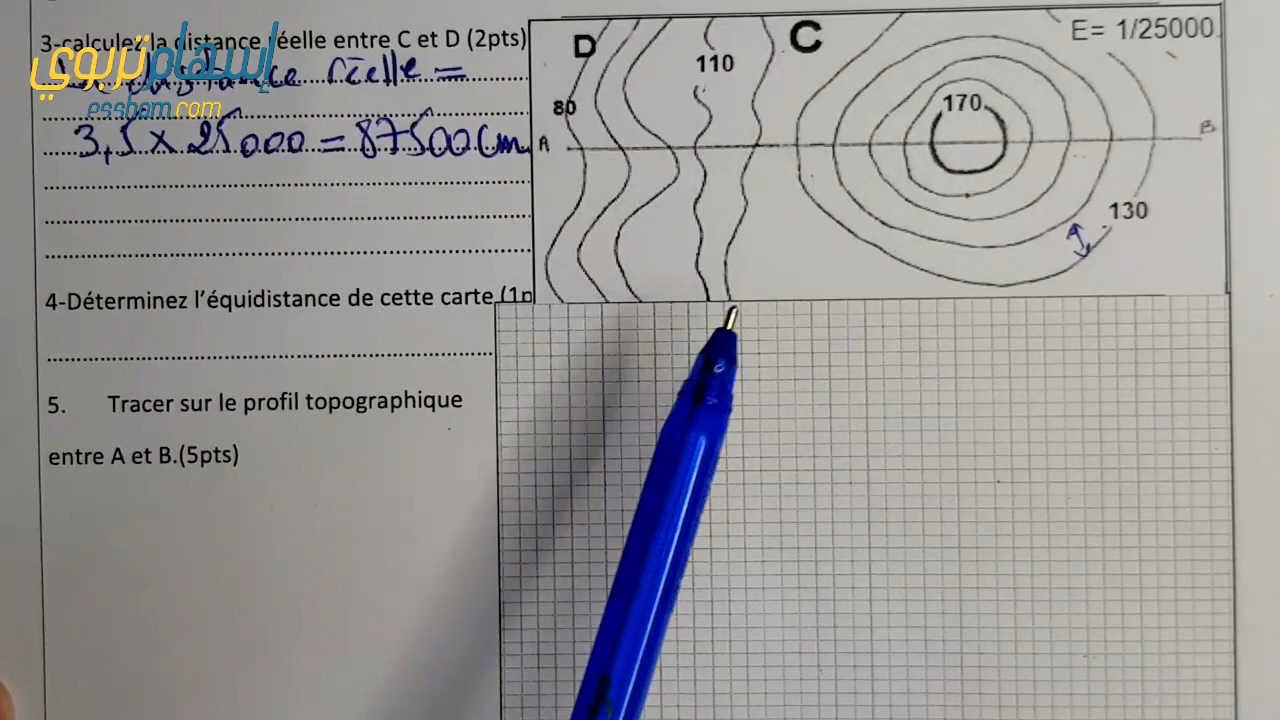 3-calculez la distance réelle entre C et D (2pts)
distance réelle =
3,5 × 25000 = 87500 Cm
إسهام تربوي
essham.com
4-Déterminez l'équidistance de cette carte (1p
5. Tracer sur le profil topographique
entre A et B.(5pts)
D
C
E= 1/25000
110
80
170
A
B
130